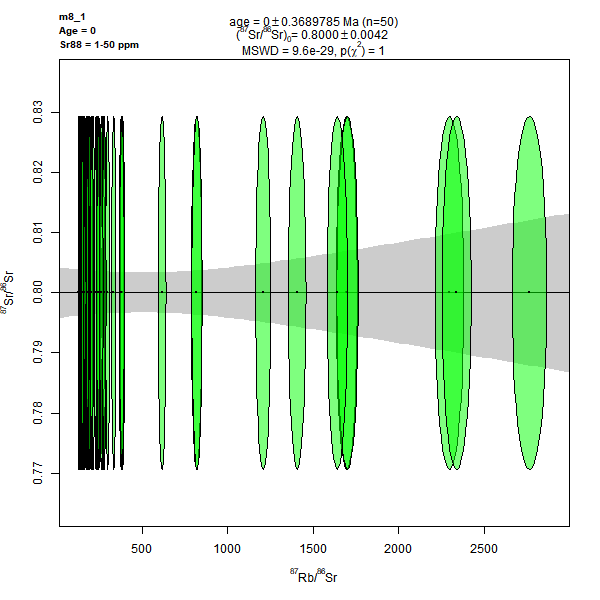 m8_1
Age = 0
Sr88 = 1-50 ppm
age = 0 ± 0.3689785 Ma (n=50)
(⁸⁷Sr/⁸⁶Sr)₀= 0.8000 ± 0.0042
MSWD = 9.6e-29, p(χ²) = 1
0.83
0.82
0.81
0.80
0.79
0.78
0.77
⁸⁷Sr/⁸⁶Sr
500 1000 1500 2000 2500
⁸⁷Rb/⁸⁶Sr